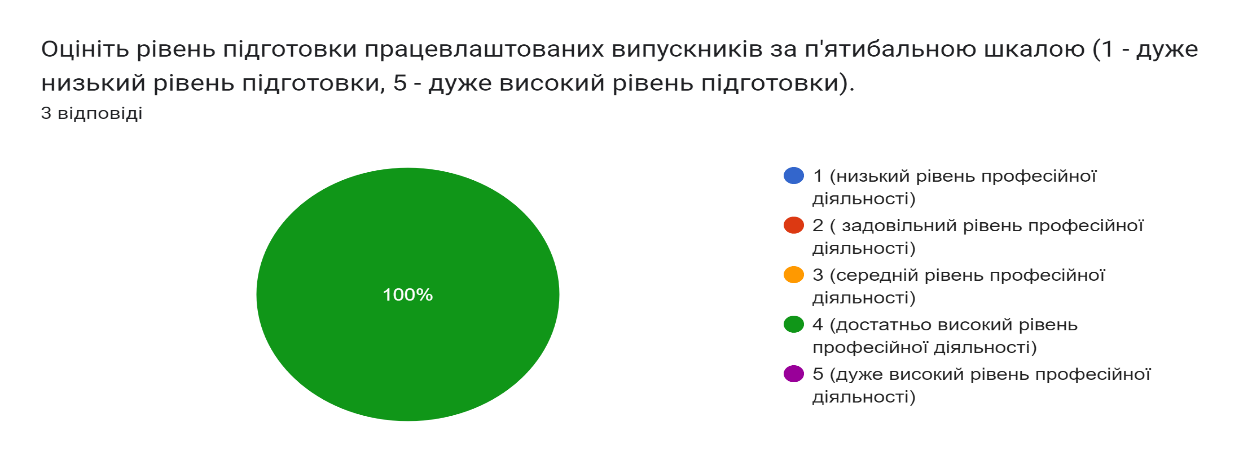 Оцініть рівень підготовки працевлаштованих випускників за п'ятибальною шкалою (1 - дуже
низький рівень підготовки, 5 - дуже високий рівень підготовки).
3 відповіді
100%
1 (низький рівень професійної
діяльності)
2 ( задовільний рівень професійної
діяльності)
3 (середній рівень професійної
діяльності)
4 (достатньо високий рівень
професійної діяльності)
5 (дуже високий рівень професійної
діяльності)